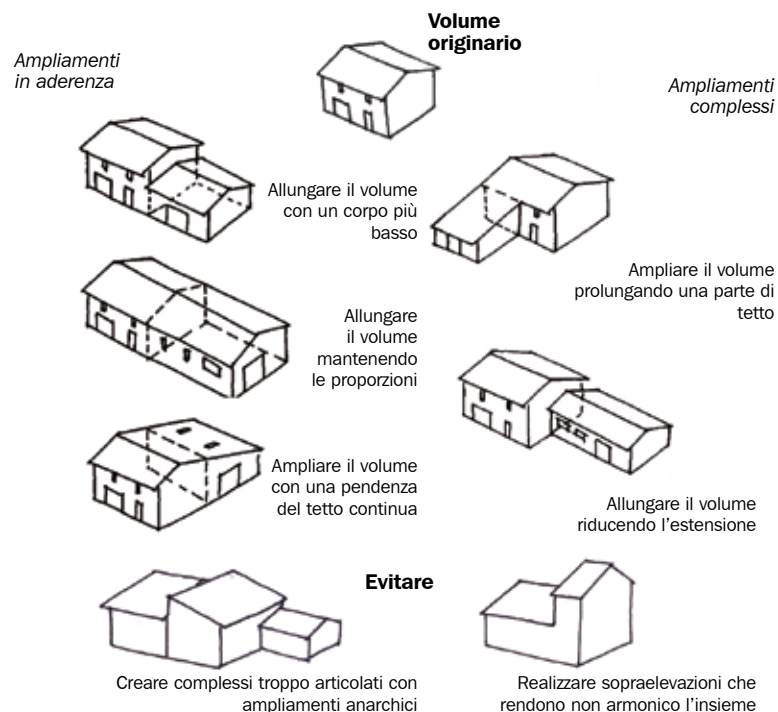 Volume
originario
Ampliamenti
in aderenza
Ampliamenti
complessi
Allungare il volume
con un corpo più
basso
Ampliare il volume
prolungando una parte di
tetto
Allungare
il volume
mantenendo
le proporzioni
Ampliare il volume
con una pendenza
del tetto continua
Allungare il volume
riducendo l'estensione
Evitare
Creare complessi troppo articolati con
ampliamenti anarchici
Realizzare sopraelevazioni che
rendono non armonico l'insieme